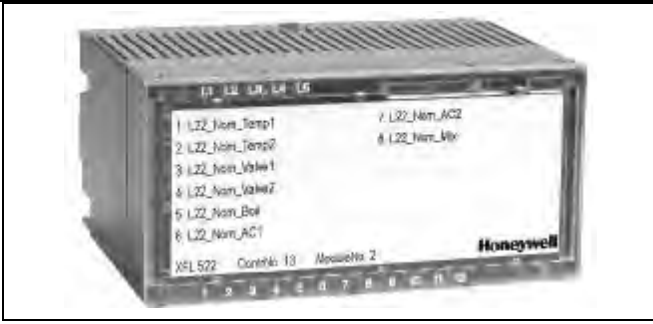 L1 L2 L3 L4 L5
1 L22_Nom_Temp1
2 L22_Nom_Temp2
3 L22_Nom_Valve1
4 L22_Nom_Valve2
5 L22_Nom_Boil
6 L22_Nom_AC1
7 L22_Nom_AC2
8 L22_Nom_Mix
XFL 522 ContrNo. 13 ModuleNo. 2
Honeywell
1 2 3 4 5 6 7 8 9 10 11 12